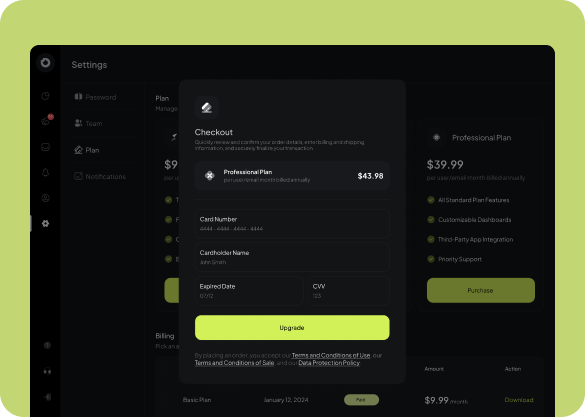 Settings
Password
Team
Plan
Notifications
Plan
Manage
$9
per us
Professional Plan
$39.99
per user/email/month billed annually
All Standard Plan Features
Customizable Dashboards
Third-Party App Integration
Priority Support
Purchase
Checkout
Quickly review and confirm your order details, enter billing and shipping
information, and securely finalize your transaction.
Professional Plan
per user/email/month billed annually
$43.98
Card Number
4444 - 4444 - 4444 - 4444
Cardholder Name
John Smith
Expired Date
07/12
CVV
123
Upgrade
By placing an order, you accept our Terms and Conditions of Use, our
Terms and Conditions of Sale, and our Data Protection Policy
Billing
Pick an a
Amount
Action
Basic Plan
January 12, 2024
Paid
$9.99 /month
Download